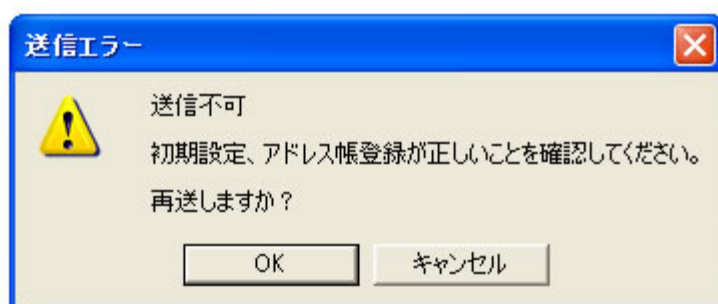 送信エラー
送信不可
初期設定、アドレス帳登録が正しいことを確認してください。
再送しますか？
OK
キャンセル